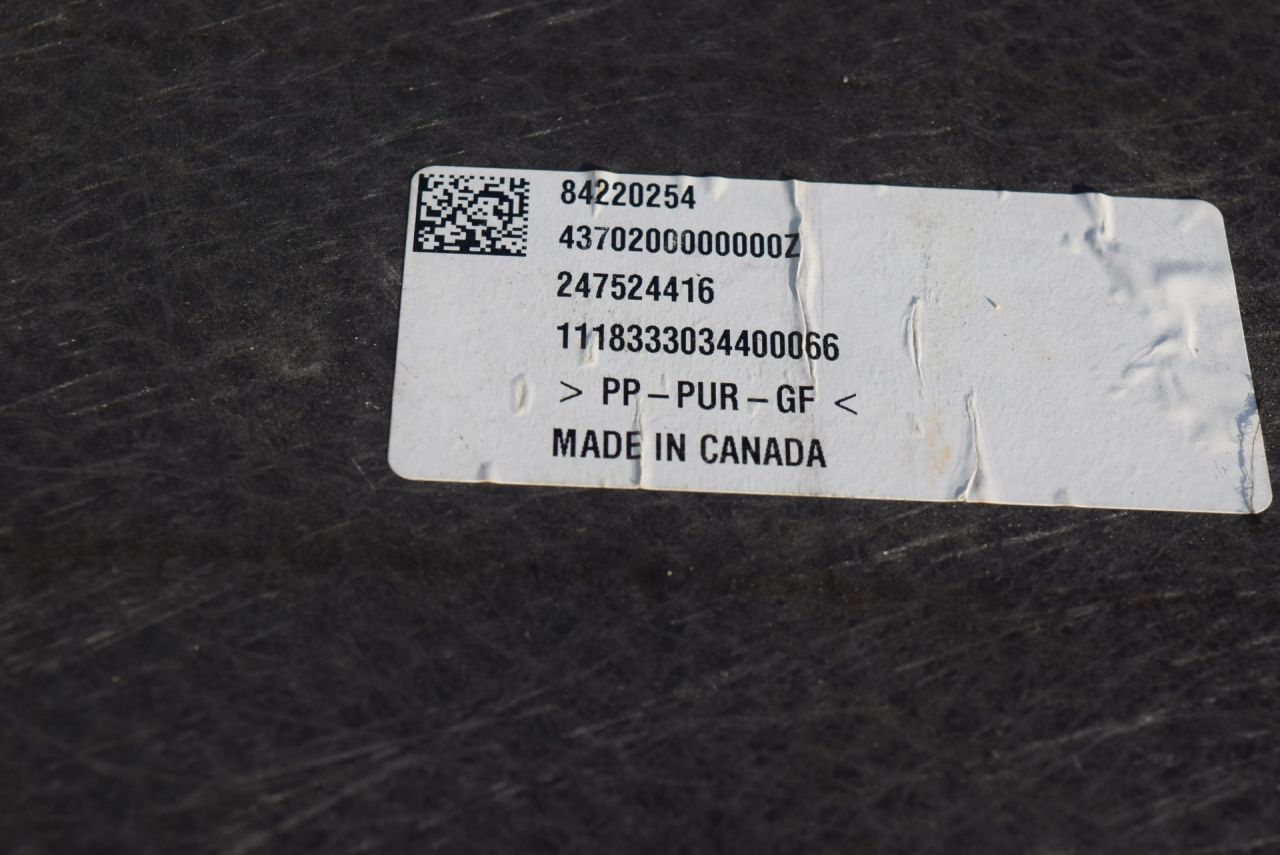 84220254
4370200000000Z
247524416
1118333034400066
> PP–PUR–GF <
MADE IN CANADA